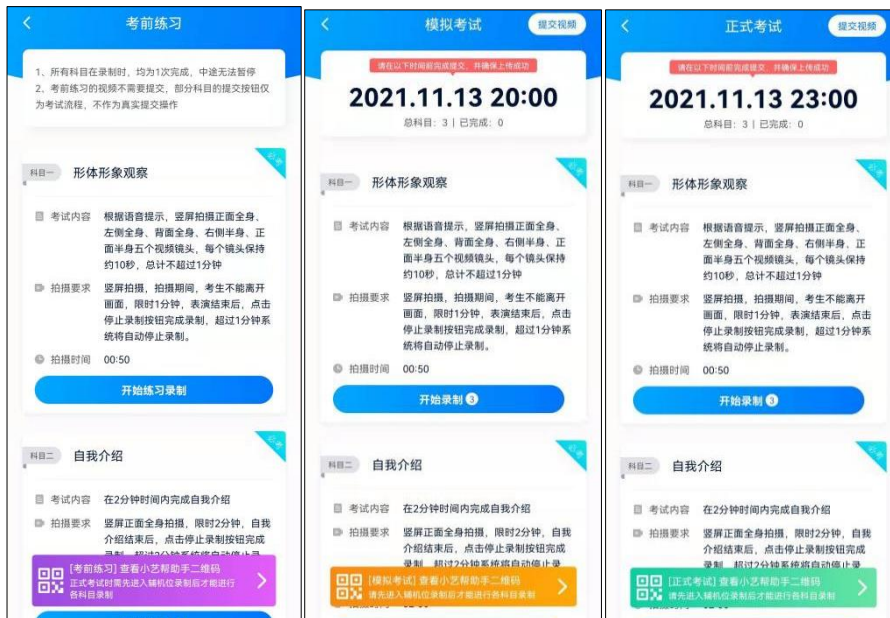 考前练习
1、所有科目在录制时，均为1次完成，中途无法暂停
2、考前练习的视频不需要提交，部分科目的提交按钮仅
为考试流程，不作为真实提交操作
必考
科目一 形体形象观察
考试内容 根据语音提示，竖屏拍摄正面全身、
左侧全身、背面全身、右侧半身、正
面半身五个视频镜头，每个镜头保持
约10秒，总计不超过1分钟
拍摄要求 竖屏拍摄，拍摄期间，考生不能离开
画面，限时1分钟，表演结束后，点击
停止录制按钮完成录制，超过1分钟系
统将自动停止录制。
拍摄时间 00:50
开始练习录制
必考
科目二 自我介绍
考试内容 在2分钟时间内完成自我介绍
拍摄要求 竖屏正面全身拍摄，限时2分钟，自我
介绍结束后，点击停止录制按钮完成
[考前练习] 查看小艺帮助手二维码
正式考试时需先进入辅机位录制后才能进行
各科目录制
模拟考试 提交视频
请在以下时间前完成提交，并确保上传成功
2021.11.13 20:00
总科目：3 | 已完成：0
必考
科目一 形体形象观察
考试内容 根据语音提示，竖屏拍摄正面全身、
左侧全身、背面全身、右侧半身、正
面半身五个视频镜头，每个镜头保持
约10秒，总计不超过1分钟
拍摄要求 竖屏拍摄，拍摄期间，考生不能离开
画面，限时1分钟，表演结束后，点击
停止录制按钮完成录制，超过1分钟系
统将自动停止录制。
拍摄时间 00:50
开始录制 3
必考
科目二 自我介绍
考试内容 在2分钟时间内完成自我介绍
拍摄要求 竖屏正面全身拍摄，限时2分钟，自我
介绍结束后，点击停止录制按钮完成
[模拟考试] 查看小艺帮助手二维码
请先进入辅机位录制后才能进行各科目录制
正式考试 提交视频
请在以下时间前完成提交，并确保上传成功
2021.11.13 23:00
总科目：3 | 已完成：0
必考
科目一 形体形象观察
考试内容 根据语音提示，竖屏拍摄正面全身、
左侧全身、背面全身、右侧半身、正
面半身五个视频镜头，每个镜头保持
约10秒，总计不超过1分钟
拍摄要求 竖屏拍摄，拍摄期间，考生不能离开
画面，限时1分钟，表演结束后，点击
停止录制按钮完成录制，超过1分钟系
统将自动停止录制。
拍摄时间 00:50
开始录制 3
必考
科目二 自我介绍
考试内容 在2分钟时间内完成自我介绍
拍摄要求 竖屏正面全身拍摄，限时2分钟，自我
介绍结束后，点击停止录制按钮完成
[正式考试] 查看小艺帮助手二维码
请先进入辅机位录制后才能进行各科目录制